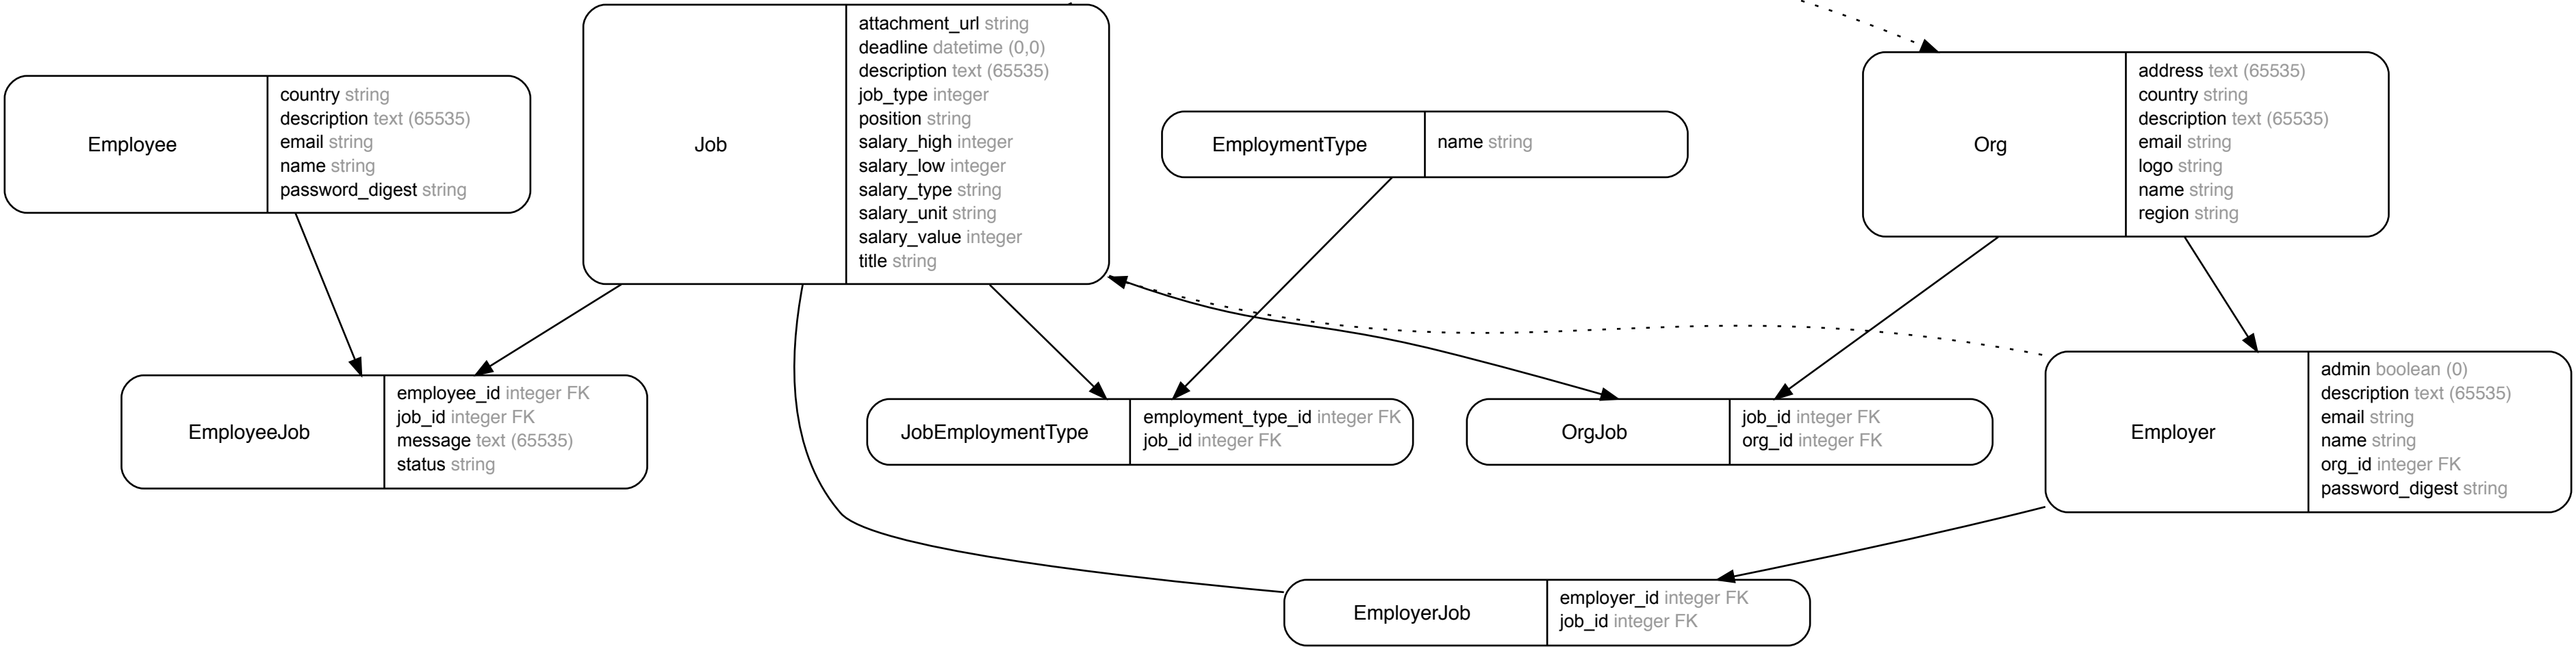 Employee
country string
description text (65535)
email string
name string
password_digest string
Job
attachment_url string
deadline datetime (0,0)
description text (65535)
job_type integer
position string
salary_high integer
salary_low integer
salary_type string
salary_unit string
salary_value integer
title string
EmploymentType
name string
Org
address text (65535)
country string
description text (65535)
email string
logo string
name string
region string
EmployeeJob
employee_id integer FK
job_id integer FK
message text (65535)
status string
JobEmploymentType
employment_type_id integer FK
job_id integer FK
OrgJob
job_id integer FK
org_id integer FK
Employer
admin boolean (0)
description text (65535)
email string
name string
org_id integer FK
password_digest string
EmployerJob
employer_id integer FK
job_id integer FK